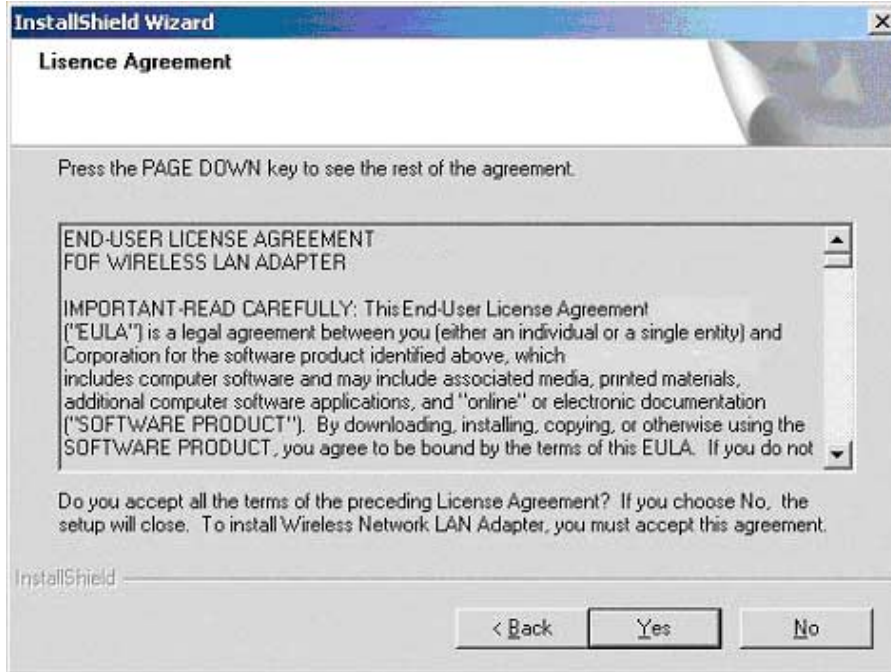 InstallShield Wizard
Lisence Agreement
Press the PAGE DOWN key to see the rest of the agreement.
END-USER LICENSE AGREEMENT
FOR WIRELESS LAN ADAPTER
IMPORTANT-READ CAREFULLY: This End-User License Agreement
("EULA") is a legal agreement between you (either an individual or a single entity) and
Corporation for the software product identified above, which
includes computer software and may include associated media, printed materials,
additional computer software applications, and "online" or electronic documentation
("SOFTWARE PRODUCT"). By downloading, installing, copying, or otherwise using the
SOFTWARE PRODUCT, you agree to be bound by the terms of this EULA. If you do not
Do you accept all the terms of the preceding License Agreement? If you choose No, the
setup will close. To install Wireless Network LAN Adapter, you must accept this agreement.
InstallShield
< Back Yes No